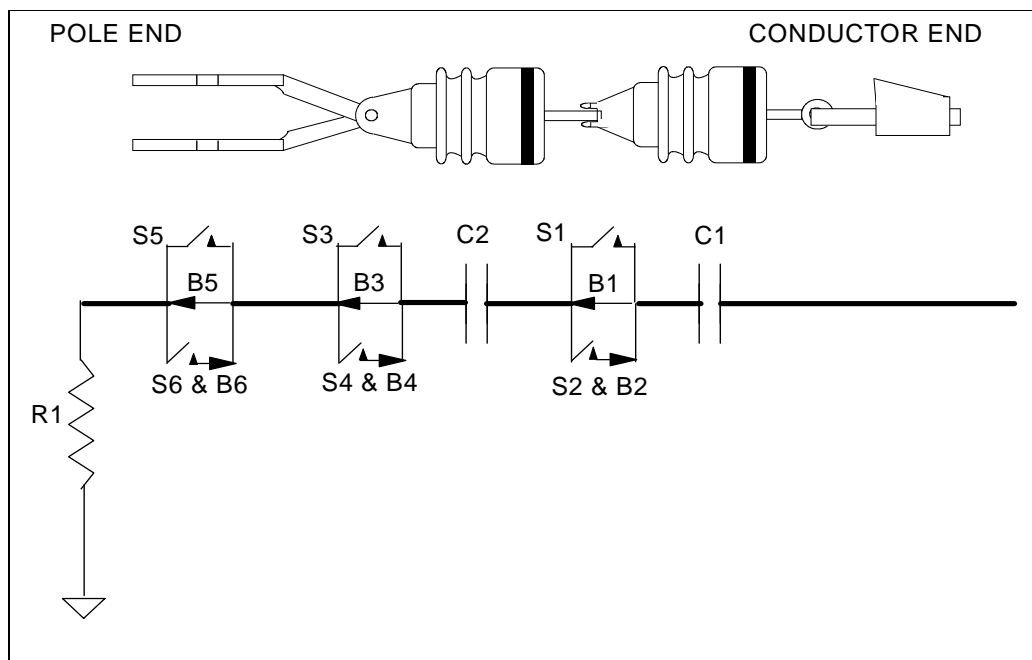 POLE END
CONDUCTOR END
S5
S3
C2
S1
C1
B5
B3
B1
S6 & B6
S4 & B4
S2 & B2
R1